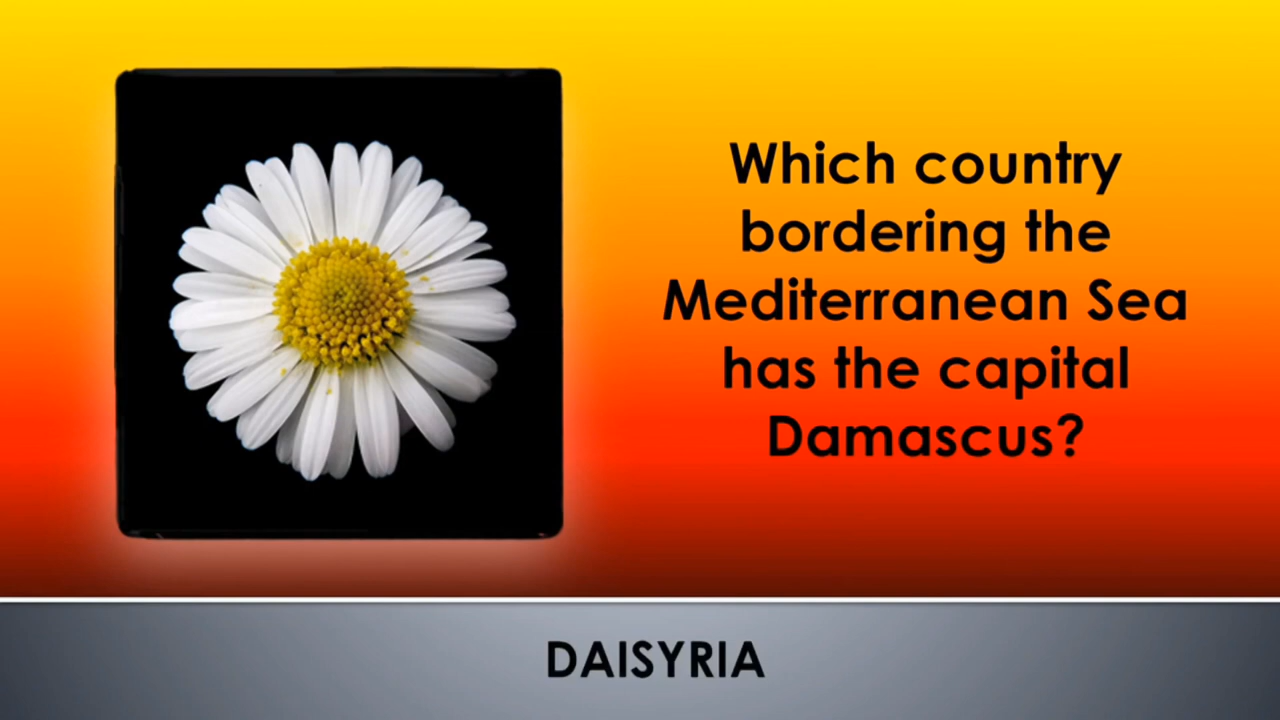 Which country
bordering the
Mediterranean Sea
has the capital
Damascus?
DAISYRIA